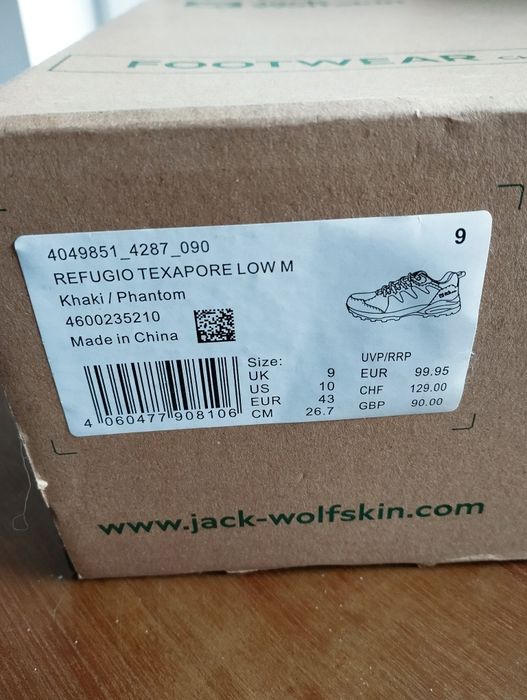 FOOTWEAR
4049851_4287_090
9
REFUGIO TEXAPORE LOW M
Khaki / Phantom
4600235210
Made in China
4 060477 908106
Size:
UK 9
US 10
EUR 43
CM 26.7
UVP/RRP
EUR 99.95
CHF 129.00
GBP 90.00
www.jack-wolfskin.com